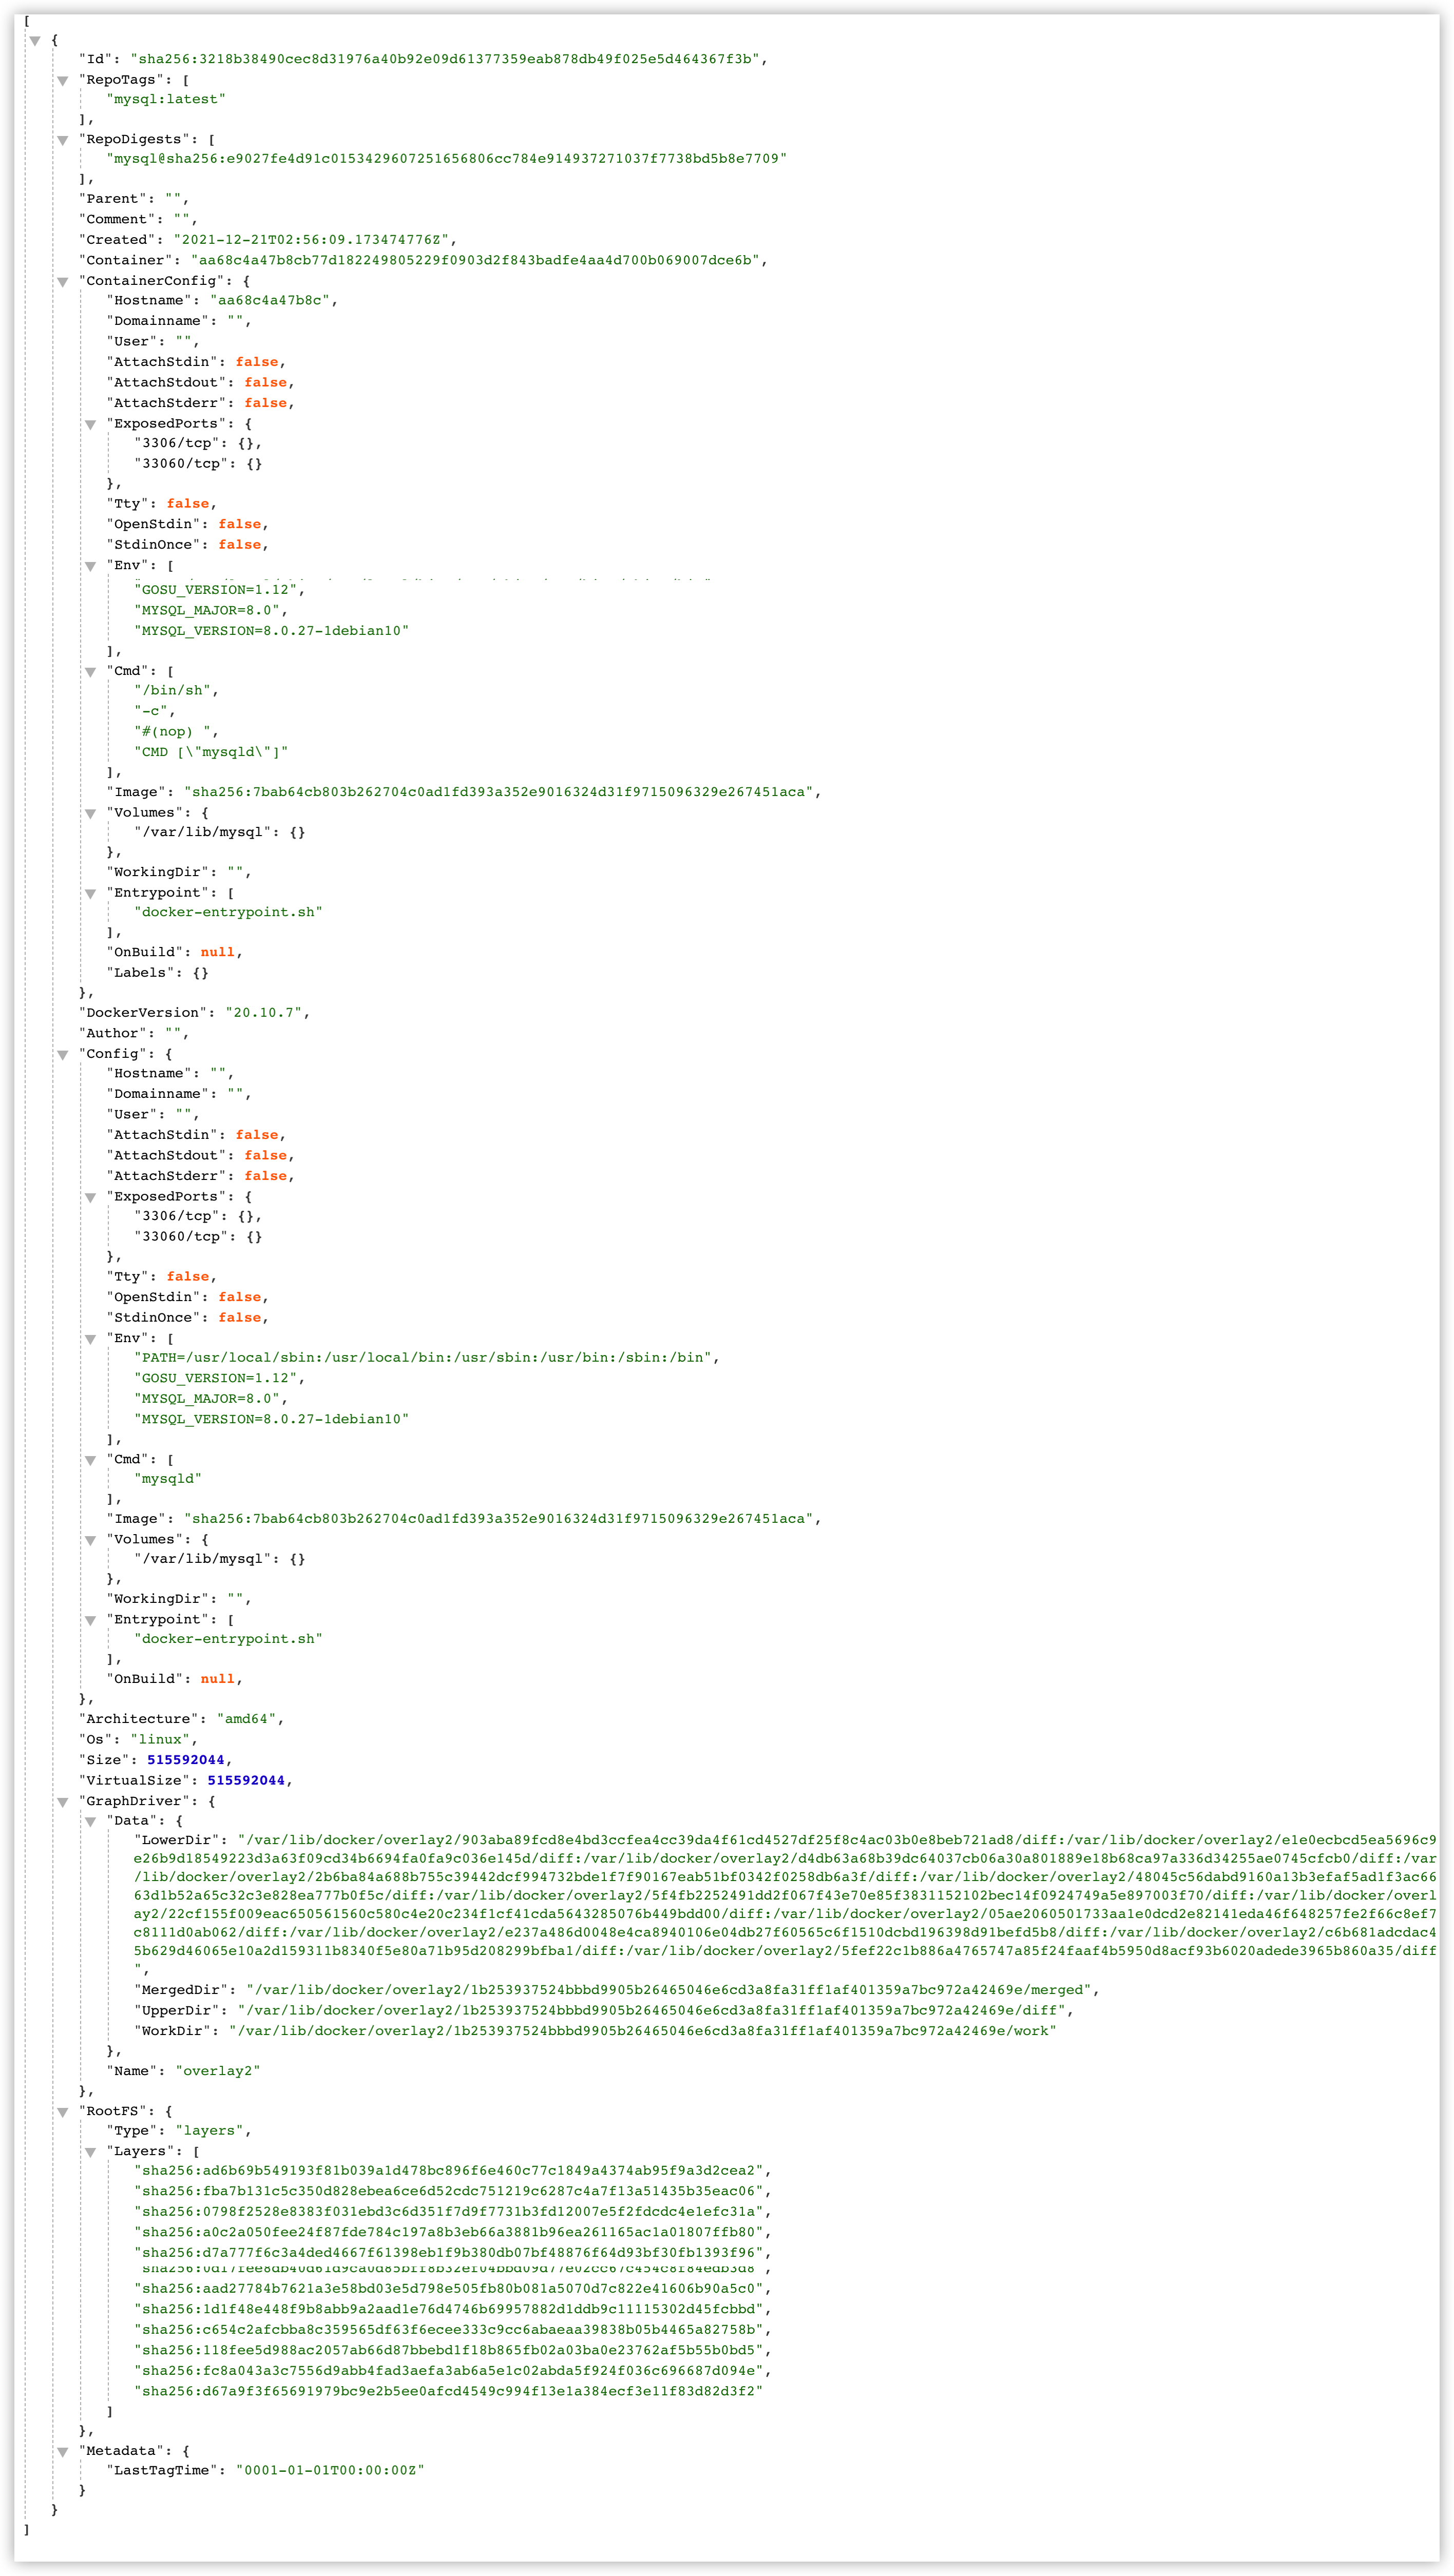 [
{
"Id": "sha256:3218b38490cec8d31976a40b92e09d61377359eab878db49f025e5d464367f3b",
"RepoTags": [
"mysql:latest"
],
"RepoDigests": [
"mysql@sha256:e9027fe4d91c0153429607251656806cc784e914937271037f7738bd5b8e7709"
],
"Parent": "",
"Comment": "",
"Created": "2021-12-21T02:56:09.173474776Z",
"Container": "aa68c4a47b8cb77d182249805229f0903d2f843badfe4aa4d700b069007dce6b",
"ContainerConfig": {
"Hostname": "aa68c4a47b8c",
"Domainname": "",
"User": "",
"AttachStdin": false,
"AttachStdout": false,
"AttachStderr": false,
"ExposedPorts": {
"3306/tcp": {},
"33060/tcp": {}
},
"Tty": false,
"OpenStdin": false,
"StdinOnce": false,
"Env": [
"GOSU_VERSION=1.12",
"MYSQL_MAJOR=8.0",
"MYSQL_VERSION=8.0.27-1debian10"
],
"Cmd": [
"/bin/sh",
"-c",
"#(nop) ",
"CMD [\"mysqld\"]"
],
"Image": "sha256:7bab64cb803b262704c0ad1fd393a352e9016324d31f9715096329e267451aca",
"Volumes": {
"/var/lib/mysql": {}
},
"WorkingDir": "",
"Entrypoint": [
"docker-entrypoint.sh"
],
"OnBuild": null,
"Labels": {}
},
"DockerVersion": "20.10.7",
"Author": "",
"Config": {
"Hostname": "",
"Domainname": "",
"User": "",
"AttachStdin": false,
"AttachStdout": false,
"AttachStderr": false,
"ExposedPorts": {
"3306/tcp": {},
"33060/tcp": {}
},
"Tty": false,
"OpenStdin": false,
"StdinOnce": false,
"Env": [
"PATH=/usr/local/sbin:/usr/local/bin:/usr/sbin:/usr/bin:/sbin:/bin",
"GOSU_VERSION=1.12",
"MYSQL_MAJOR=8.0",
"MYSQL_VERSION=8.0.27-1debian10"
],
"Cmd": [
"mysqld"
],
"Image": "sha256:7bab64cb803b262704c0ad1fd393a352e9016324d31f9715096329e267451aca",
"Volumes": {
"/var/lib/mysql": {}
},
"WorkingDir": "",
"Entrypoint": [
"docker-entrypoint.sh"
],
"OnBuild": null,
},
"Architecture": "amd64",
"Os": "linux",
"Size": 515592044,
"VirtualSize": 515592044,
"GraphDriver": {
"Data": {
"LowerDir": "/var/lib/docker/overlay2/903aba89fcd8e4bd3ccfea4cc39da4f61cd4527df25f8c4ac03b0e8beb721ad8/diff:/var/lib/docker/overlay2/e1e0ecbcd5ea5696c9
e26b9d18549223d3a63f09cd34b6694fa0fa9c036e145d/diff:/var/lib/docker/overlay2/d4db63a68b39dc64037cb06a30a801889e18b68ca97a336d34255ae0745cfcb0/diff:/var
/lib/docker/overlay2/2b6ba84a688b755c39442dcf994732bde1f7f90167eab51bf0342f0258db6a3f/diff:/var/lib/docker/overlay2/48045c56dabd9160a13b3efaf5ad1f3ac66
63d1b52a65c32c3e828ea777b0f5c/diff:/var/lib/docker/overlay2/5f4fb2252491dd2f067f43e70e85f3831152102bec14f0924749a5e897003f70/diff:/var/lib/docker/overl
ay2/22cf155f009eac650561560c580c4e20c234f1cf41cda5643285076b449bdd00/diff:/var/lib/docker/overlay2/05ae2060501733aa1e0dcd2e82141eda46f648257fe2f66c8ef7
c8111d0ab062/diff:/var/lib/docker/overlay2/e237a486d0048e4ca8940106e04db27f60565c6f1510dcbd196398d91befd5b8/diff:/var/lib/docker/overlay2/c6b681adcdac4
5b629d46065e10a2d159311b8340f5e80a71b95d208299bfba1/diff:/var/lib/docker/overlay2/5fef22c1b886a4765747a85f24faaf4b5950d8acf93b6020adede3965b860a35/diff
",
"MergedDir": "/var/lib/docker/overlay2/1b253937524bbbd9905b26465046e6cd3a8fa31ff1af401359a7bc972a42469e/merged",
"UpperDir": "/var/lib/docker/overlay2/1b253937524bbbd9905b26465046e6cd3a8fa31ff1af401359a7bc972a42469e/diff",
"WorkDir": "/var/lib/docker/overlay2/1b253937524bbbd9905b26465046e6cd3a8fa31ff1af401359a7bc972a42469e/work"
},
"Name": "overlay2"
},
"RootFS": {
"Type": "layers",
"Layers": [
"sha256:ad6b69b549193f81b039a1d478bc896f6e460c77c1849a4374ab95f9a3d2cea2",
"sha256:fba7b131c5c350d828ebea6ce6d52cdc751219c6287c4a7f13a51435b35eac06",
"sha256:0798f2528e8383f031ebd3c6d351f7d9f7731b3fd12007e5f2fdcdc4e1efc31a",
"sha256:a0c2a050fee24f87fde784c197a8b3eb66a3881b96ea261165ac1a01807ffb80",
"sha256:d7a777f6c3a4ded4667f61398eb1f9b380db07bf48876f64d93bf30fb1393f96",
"sha256:aad27784b7621a3e58bd03e5d798e505fb80b081a5070d7c822e41606b90a5c0",
"sha256:1d1f48e448f9b8abb9a2aad1e76d4746b69957882d1ddb9c11115302d45fcbbd",
"sha256:c654c2afcbba8c359565df63f6ecee333c9cc6abaeaa39838b05b4465a82758b",
"sha256:118fee5d988ac2057ab66d87bbebd1f18b865fb02a03ba0e23762af5b55b0bd5",
"sha256:fc8a043a3c7556d9abb4fad3aefa3ab6a5e1c02abda5f924f036c696687d094e",
"sha256:d67a9f3f65691979bc9e2b5ee0afcd4549c994f13e1a384ecf3e11f83d82d3f2"
]
},
"Metadata": {
"LastTagTime": "0001-01-01T00:00:00Z"
}
}
]